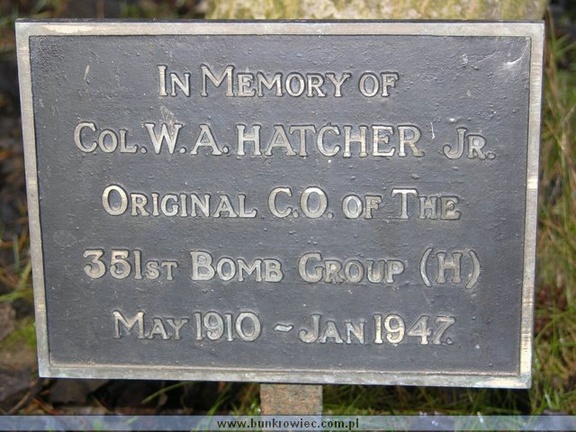 In Memory of
Col. W. A. HATCHER Jr.
Original C.O. of The
351st Bomb Group (H)
May 1910 ~ Jan 1947.
www.bunkrowiec.com.pl